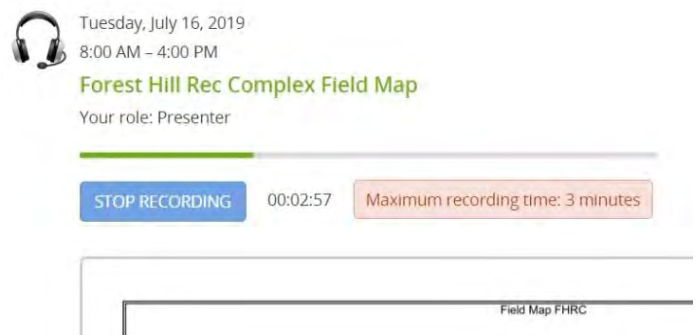 Tuesday, July 16, 2019
8:00 AM – 4:00 PM
Forest Hill Rec Complex Field Map
Your role: Presenter
STOP RECORDING 00:02:57 Maximum recording time: 3 minutes
Field Map FHRC